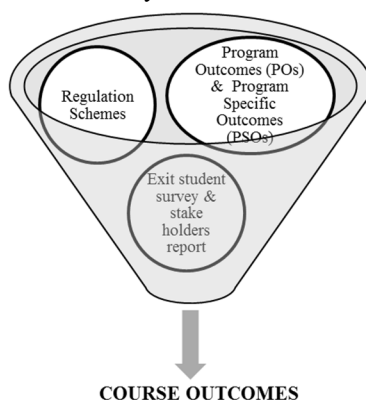 Regulation
Schemes
Program
Outcomes (POs)
& Program
Specific
Outcomes
(PSOs)
Exit student
survey &
stake
holders
report
COURSE OUTCOMES